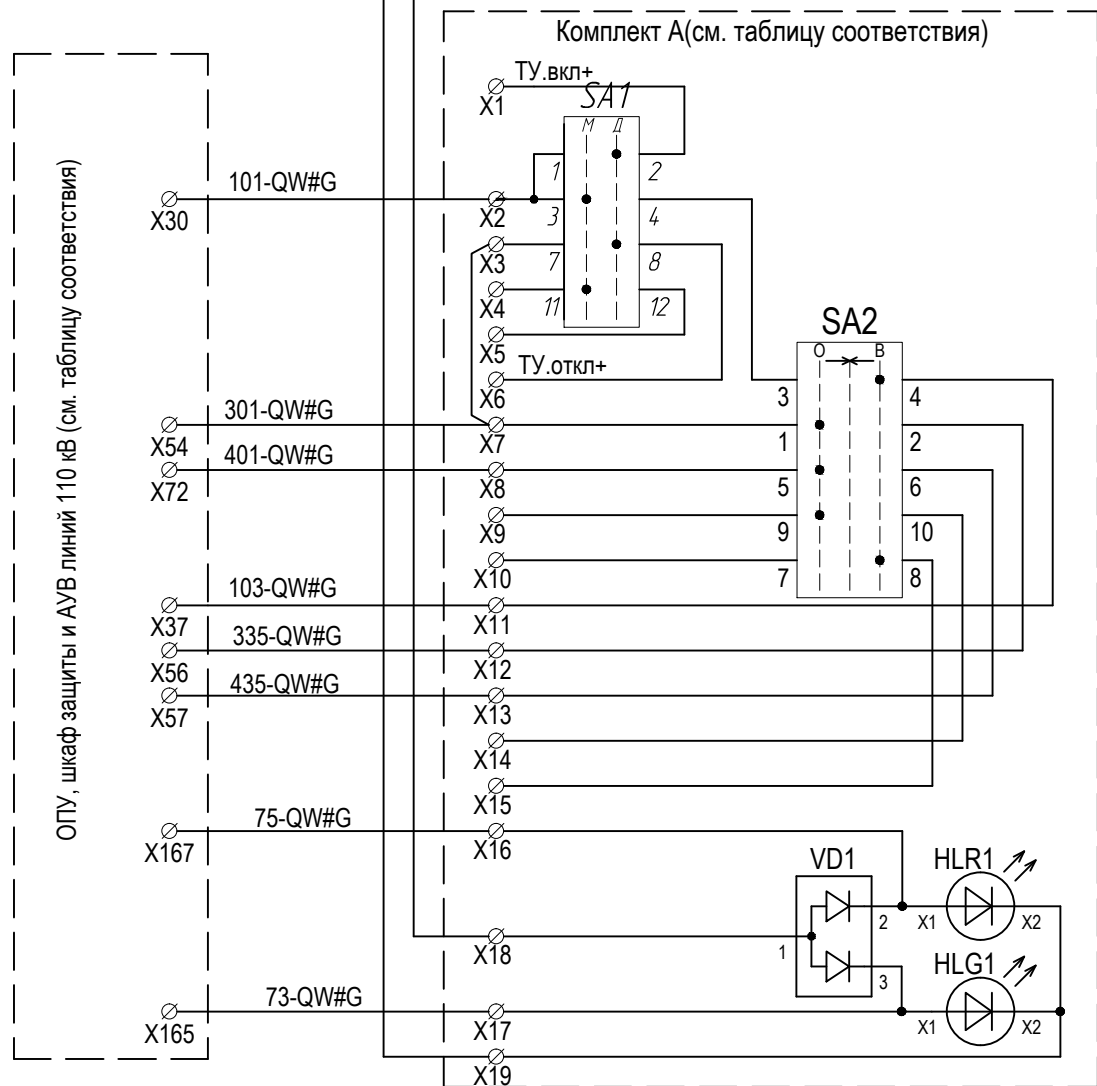 Комплект А(см. таблицу соответствия)
ТУ.вкл+
X1
SA1
М Д
1 2
101-QW#G
X30
X2
3 4
X3
7 8
X4
11 12
X5
SA2
ТУ.откл+
О В
X6
3 4
301-QW#G
X54
X7
1 2
401-QW#G
X72
X8
5 6
X9
9 10
X10
7 8
103-QW#G
X37
X11
335-QW#G
X56
X12
435-QW#G
X57
X13
X14
X15
75-QW#G
X167
X16
VD1
HLR1
2
X1
X2
1
X18
HLG1
3
73-QW#G
X165
X17
X1
X2
X19
ОПУ, шкаф защиты и АУВ линий 110 кВ (см. таблицу соответствия)